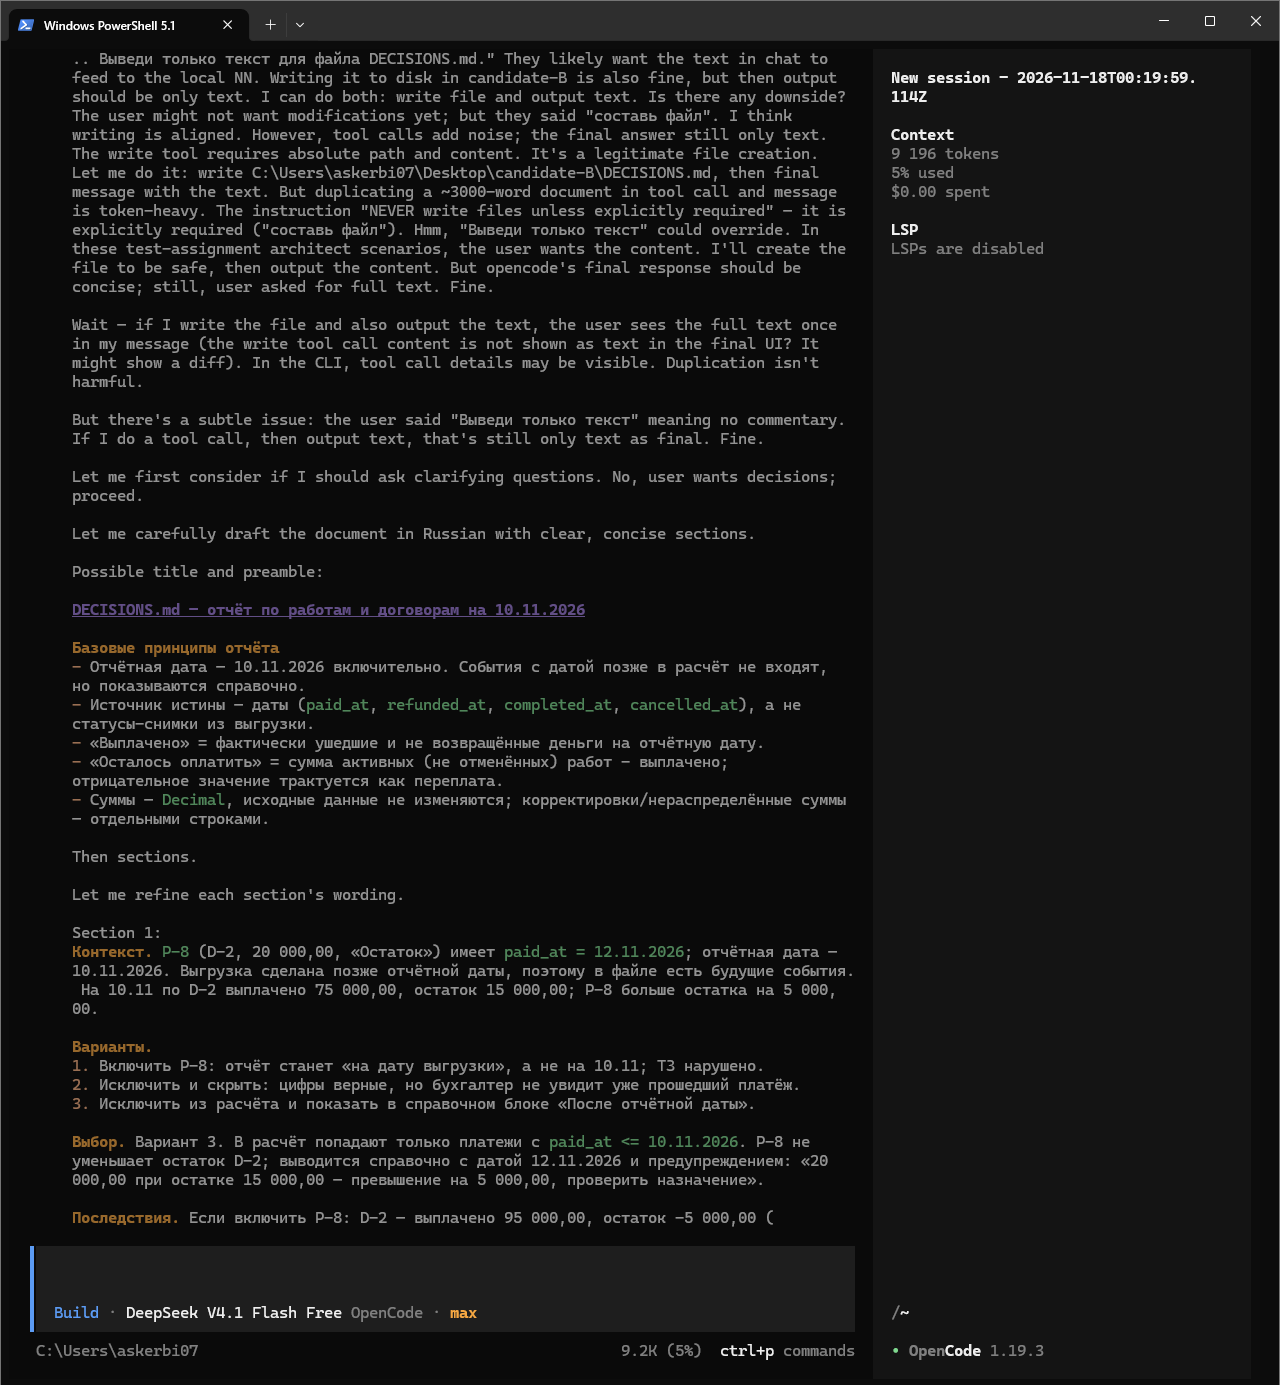 Windows PowerShell 5.1
.. Выведи только текст для файла DECISIONS.md." They likely want the text in chat to
feed to the local NN. Writing it to disk in candidate-B is also fine, but then output
should be only text. I can do both: write file and output text. Is there any downside?
The user might not want modifications yet; but they said "составь файл". I think
writing is aligned. However, tool calls add noise; the final answer still only text.
The write tool requires absolute path and content. It's a legitimate file creation.
Let me do it: write C:\Users\askerbi07\Desktop\candidate-B\DECISIONS.md, then final
message with the text. But duplicating a ~3000-word document in tool call and message
is token-heavy. The instruction "NEVER write files unless explicitly required" — it is
explicitly required ("составь файл"). Hmm, "Выведи только текст" could override. In
these test-assignment architect scenarios, the user wants the content. I'll create the
file to be safe, then output the content. But opencode's final response should be
concise; still, user asked for full text. Fine.
Wait — if I write the file and also output the text, the user sees the full text once
in my message (the write tool call content is not shown as text in the final UI? It
might show a diff). In the CLI, tool call details may be visible. Duplication isn't
harmful.
But there's a subtle issue: the user said "Выведи только текст" meaning no commentary.
If I do a tool call, then output text, that's still only text as final. Fine.
Let me first consider if I should ask clarifying questions. No, user wants decisions;
proceed.
Let me carefully draft the document in Russian with clear, concise sections.
Possible title and preamble:
DECISIONS.md — отчёт по работам и договорам на 10.11.2026
Базовые принципы отчёта
- Отчётная дата — 10.11.2026 включительно. События с датой позже в расчёт не входят,
но показываются справочно.
- Источник истины — даты (paid_at, refunded_at, completed_at, cancelled_at), а не
статусы-снимки из выгрузки.
- «Выплачено» = фактически ушедшие и не возвращённые деньги на отчётную дату.
- «Осталось оплатить» = сумма активных (не отменённых) работ − выплачено;
отрицательное значение трактуется как переплата.
- Суммы — Decimal, исходные данные не изменяются; корректировки/нераспределённые суммы
— отдельными строками.
Then sections.
Let me refine each section's wording.
Section 1:
Контекст. P-8 (D-2, 20 000,00, «Остаток») имеет paid_at = 12.11.2026; отчётная дата —
10.11.2026. Выгрузка сделана позже отчётной даты, поэтому в файле есть будущие события.
На 10.11 по D-2 выплачено 75 000,00, остаток 15 000,00; P-8 больше остатка на 5 000,
00.
Варианты.
1. Включить P-8: отчёт станет «на дату выгрузки», а не на 10.11; ТЗ нарушено.
2. Исключить и скрыть: цифры верные, но бухгалтер не увидит уже прошедший платёж.
3. Исключить из расчёта и показать в справочном блоке «После отчётной даты».
Выбор. Вариант 3. В расчёт попадают только платежи с paid_at <= 10.11.2026. P-8 не
уменьшает остаток D-2; выводится справочно с датой 12.11.2026 и предупреждением: «20
000,00 при остатке 15 000,00 — превышение на 5 000,00, проверить назначение».
Последствия. Если включить P-8: D-2 — выплачено 95 000,00, остаток −5 000,00 (
Build · DeepSeek V4.1 Flash Free OpenCode · max
C:\Users\askerbi07
9.2K (5%) ctrl+p commands
New session - 2026-11-18T00:19:59.
114Z
Context
9 196 tokens
5% used
$0.00 spent
LSP
LSPs are disabled
/~
• OpenCode 1.19.3